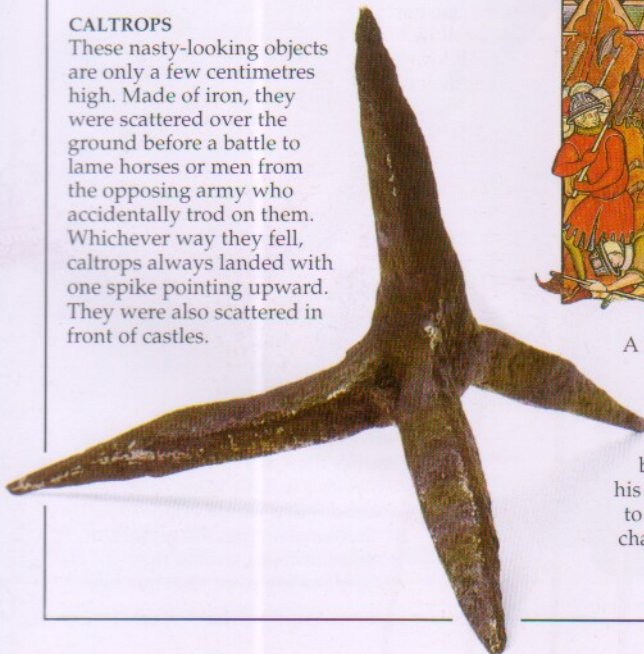 CALTROPS
These nasty-looking objects
are only a few centimetres
high. Made of iron, they
were scattered over the
ground before a battle to
lame horses or men from
the opposing army who
accidentally trod on them.
Whichever way they fell,
caltrops always landed with
one spike pointing upward.
They were also scattered in
front of castles.
A
his
to